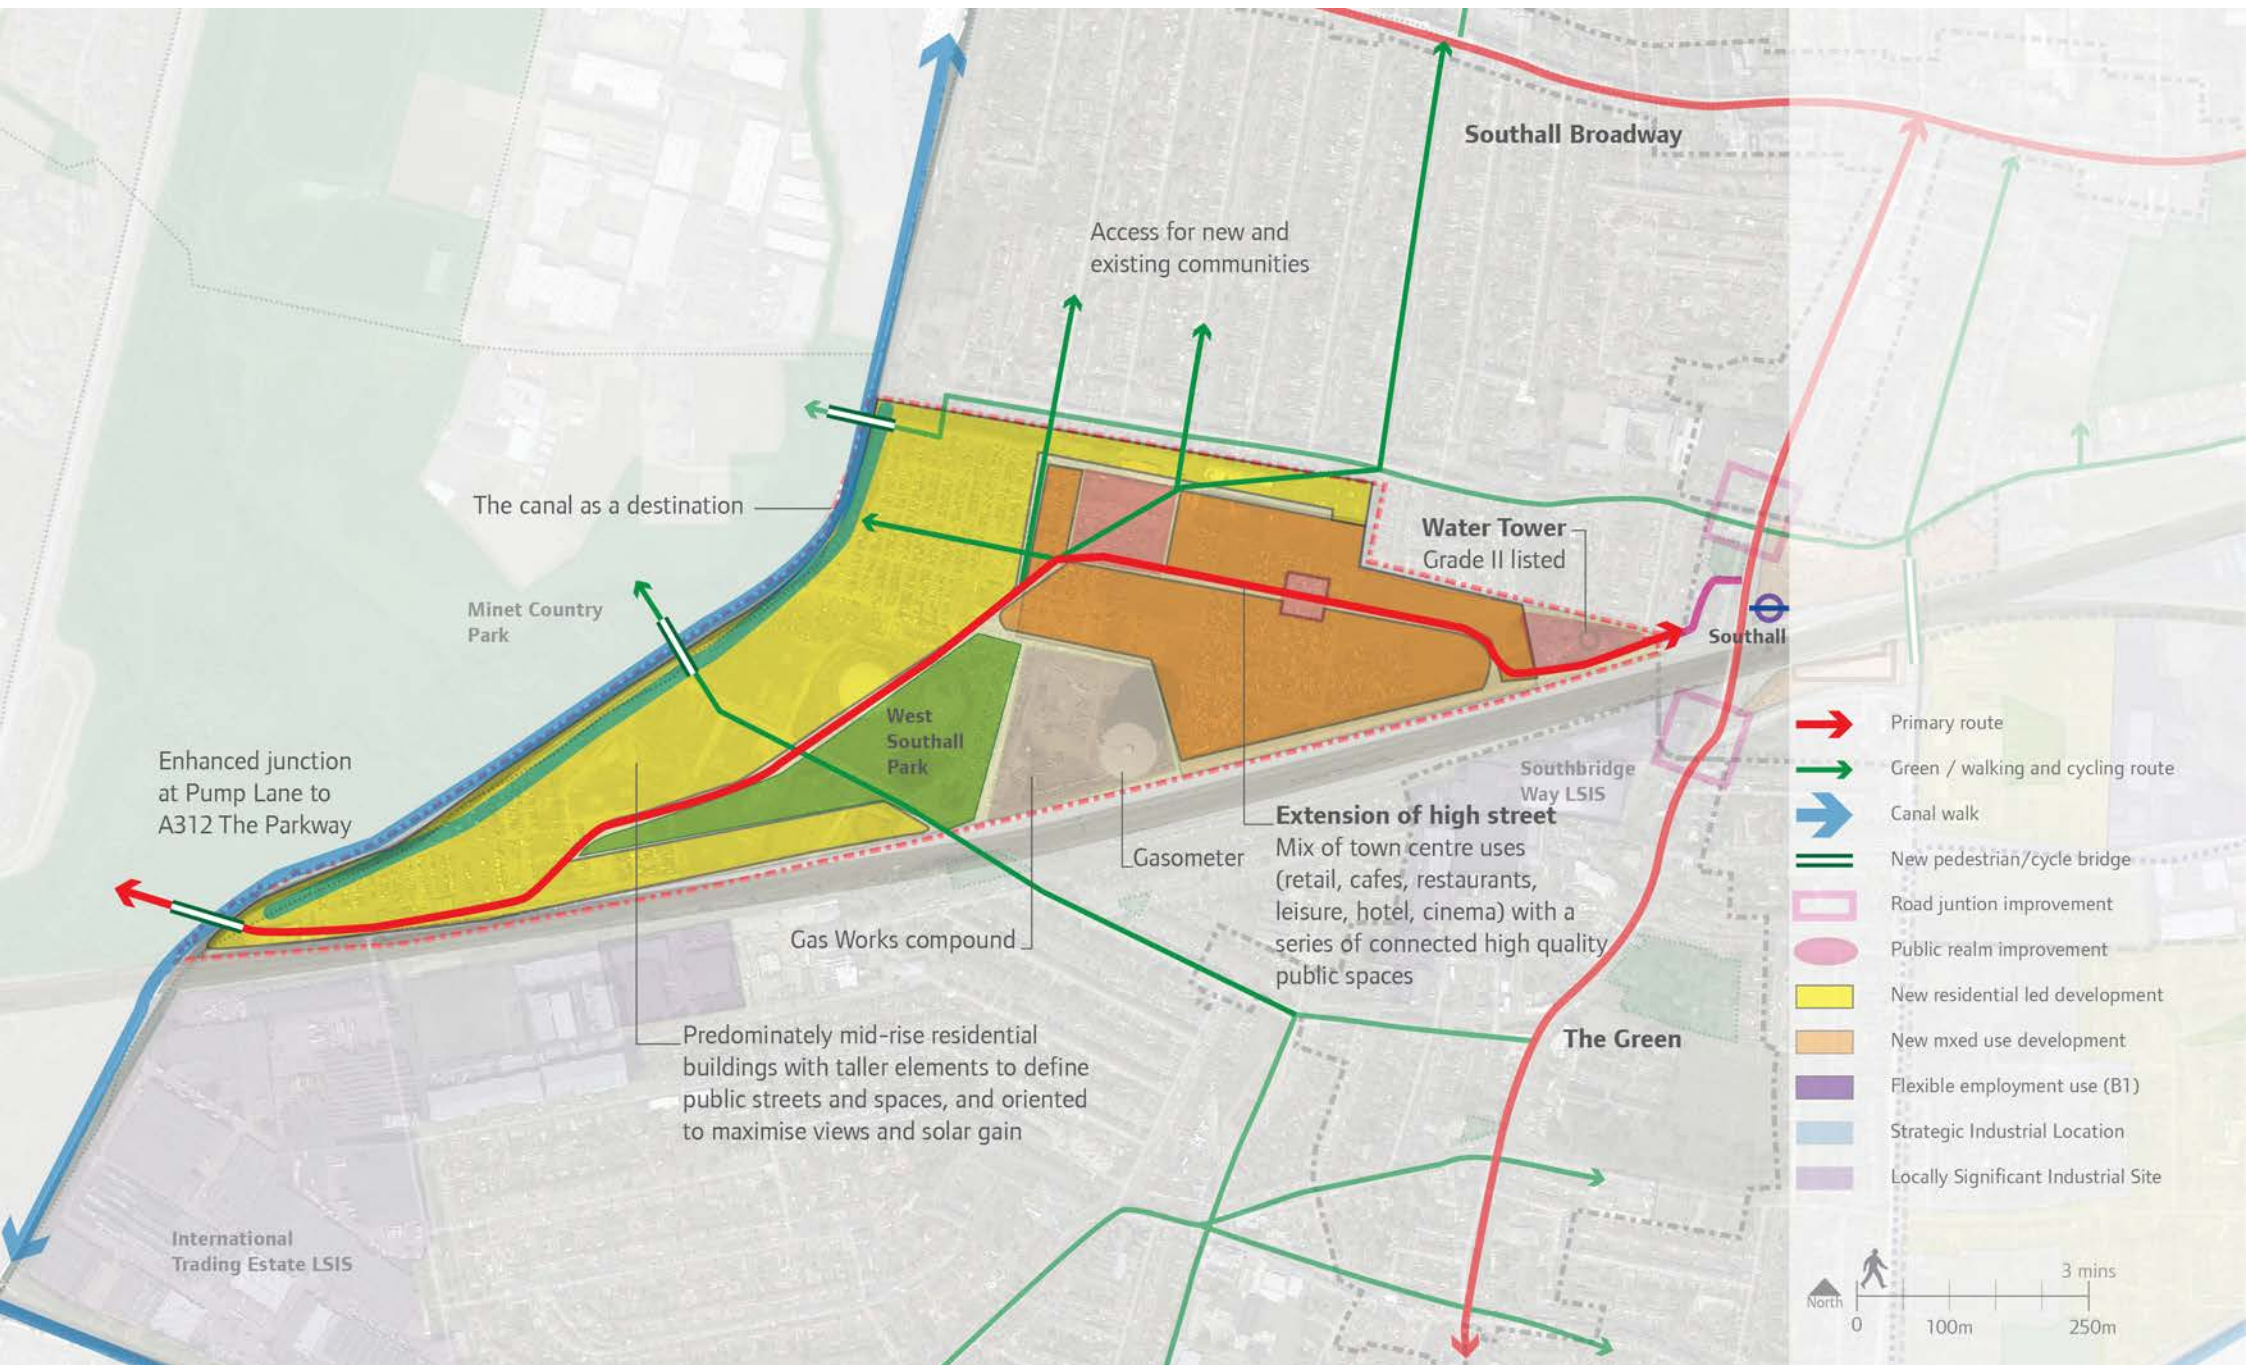 Southall Broadway
Access for new and
existing communities
The canal as a destination
Water Tower
Grade II listed
Minet Country
Park
Southall
West
Southall
Park
Enhanced junction
at Pump Lane to
A312 The Parkway
Southbridge
Way LSIS
Extension of high street
Mix of town centre uses
(retail, cafes, restaurants,
leisure, hotel, cinema) with a
series of connected high quality
public spaces
Gasometer
Gas Works compound
Predominately mid-rise residential
buildings with taller elements to define
public streets and spaces, and oriented
to maximise views and solar gain
The Green
International
Trading Estate LSIS
Primary route
Green / walking and cycling route
Canal walk
New pedestrian/cycle bridge
Road juntion improvement
Public realm improvement
New residential led development
New mxed use development
Flexible employment use (B1)
Strategic Industrial Location
Locally Significant Industrial Site
3 mins
North
0 100m 250m